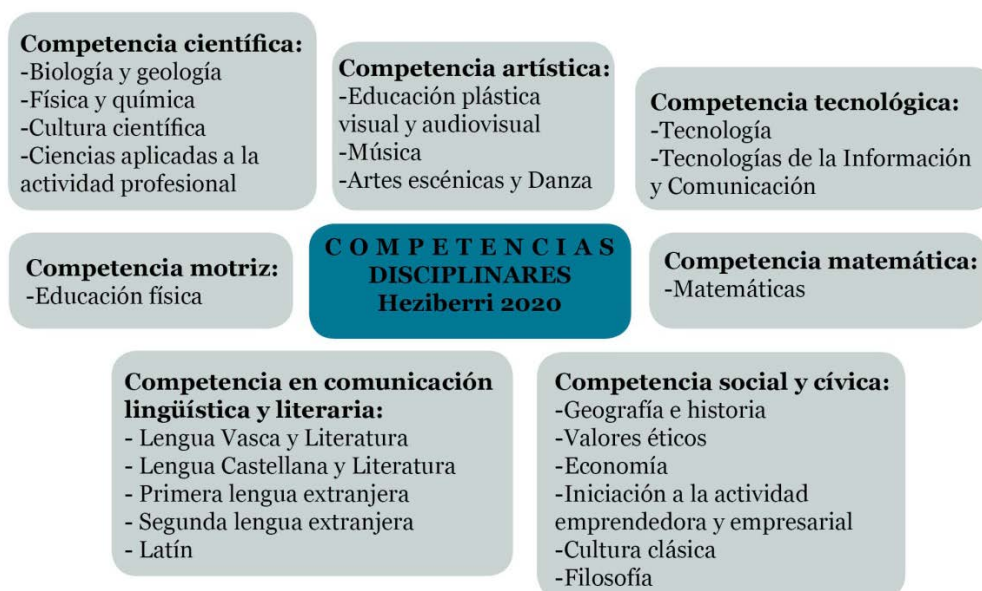 Competencia científica:
-Biología y geología
-Física y química
-Cultura científica
-Ciencias aplicadas a la
actividad profesional
Competencia artística:
-Educación plástica
visual y audiovisual
-Música
-Artes escénicas y Danza
Competencia tecnológica:
-Tecnología
-Tecnologías de la Información
y Comunicación
Competencia motriz:
-Educación física
COMPETENCIAS
DISCIPLINARES
Heziberri 2020
Competencia matemática:
-Matemáticas
Competencia en comunicación
lingüística y literaria:
- Lengua Vasca y Literatura
- Lengua Castellana y Literatura
- Primera lengua extranjera
- Segunda lengua extranjera
- Latín
Competencia social y cívica:
-Geografía e historia
-Valores éticos
-Economía
-Iniciación a la actividad
emprendedora y empresarial
-Cultura clásica
-Filosofía